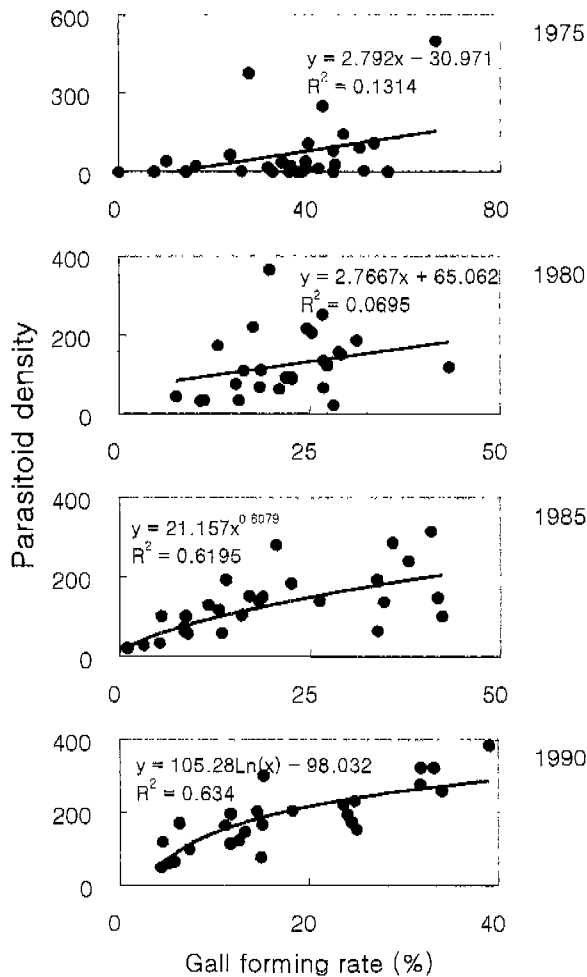 600
1975
y = 2.792x − 30.971
R² = 0.1314
300
0
0 40 80
400
1980
y = 2.7667x + 65.062
R² = 0.0695
200
0
0 25 50
Parasitoid density
400
1985
y = 21.157x^0.6079
R² = 0.6195
200
0
0 25 50
400
1990
y = 105.28Ln(x) − 98.032
R² = 0.634
200
0
0 20 40
Gall forming rate (%)